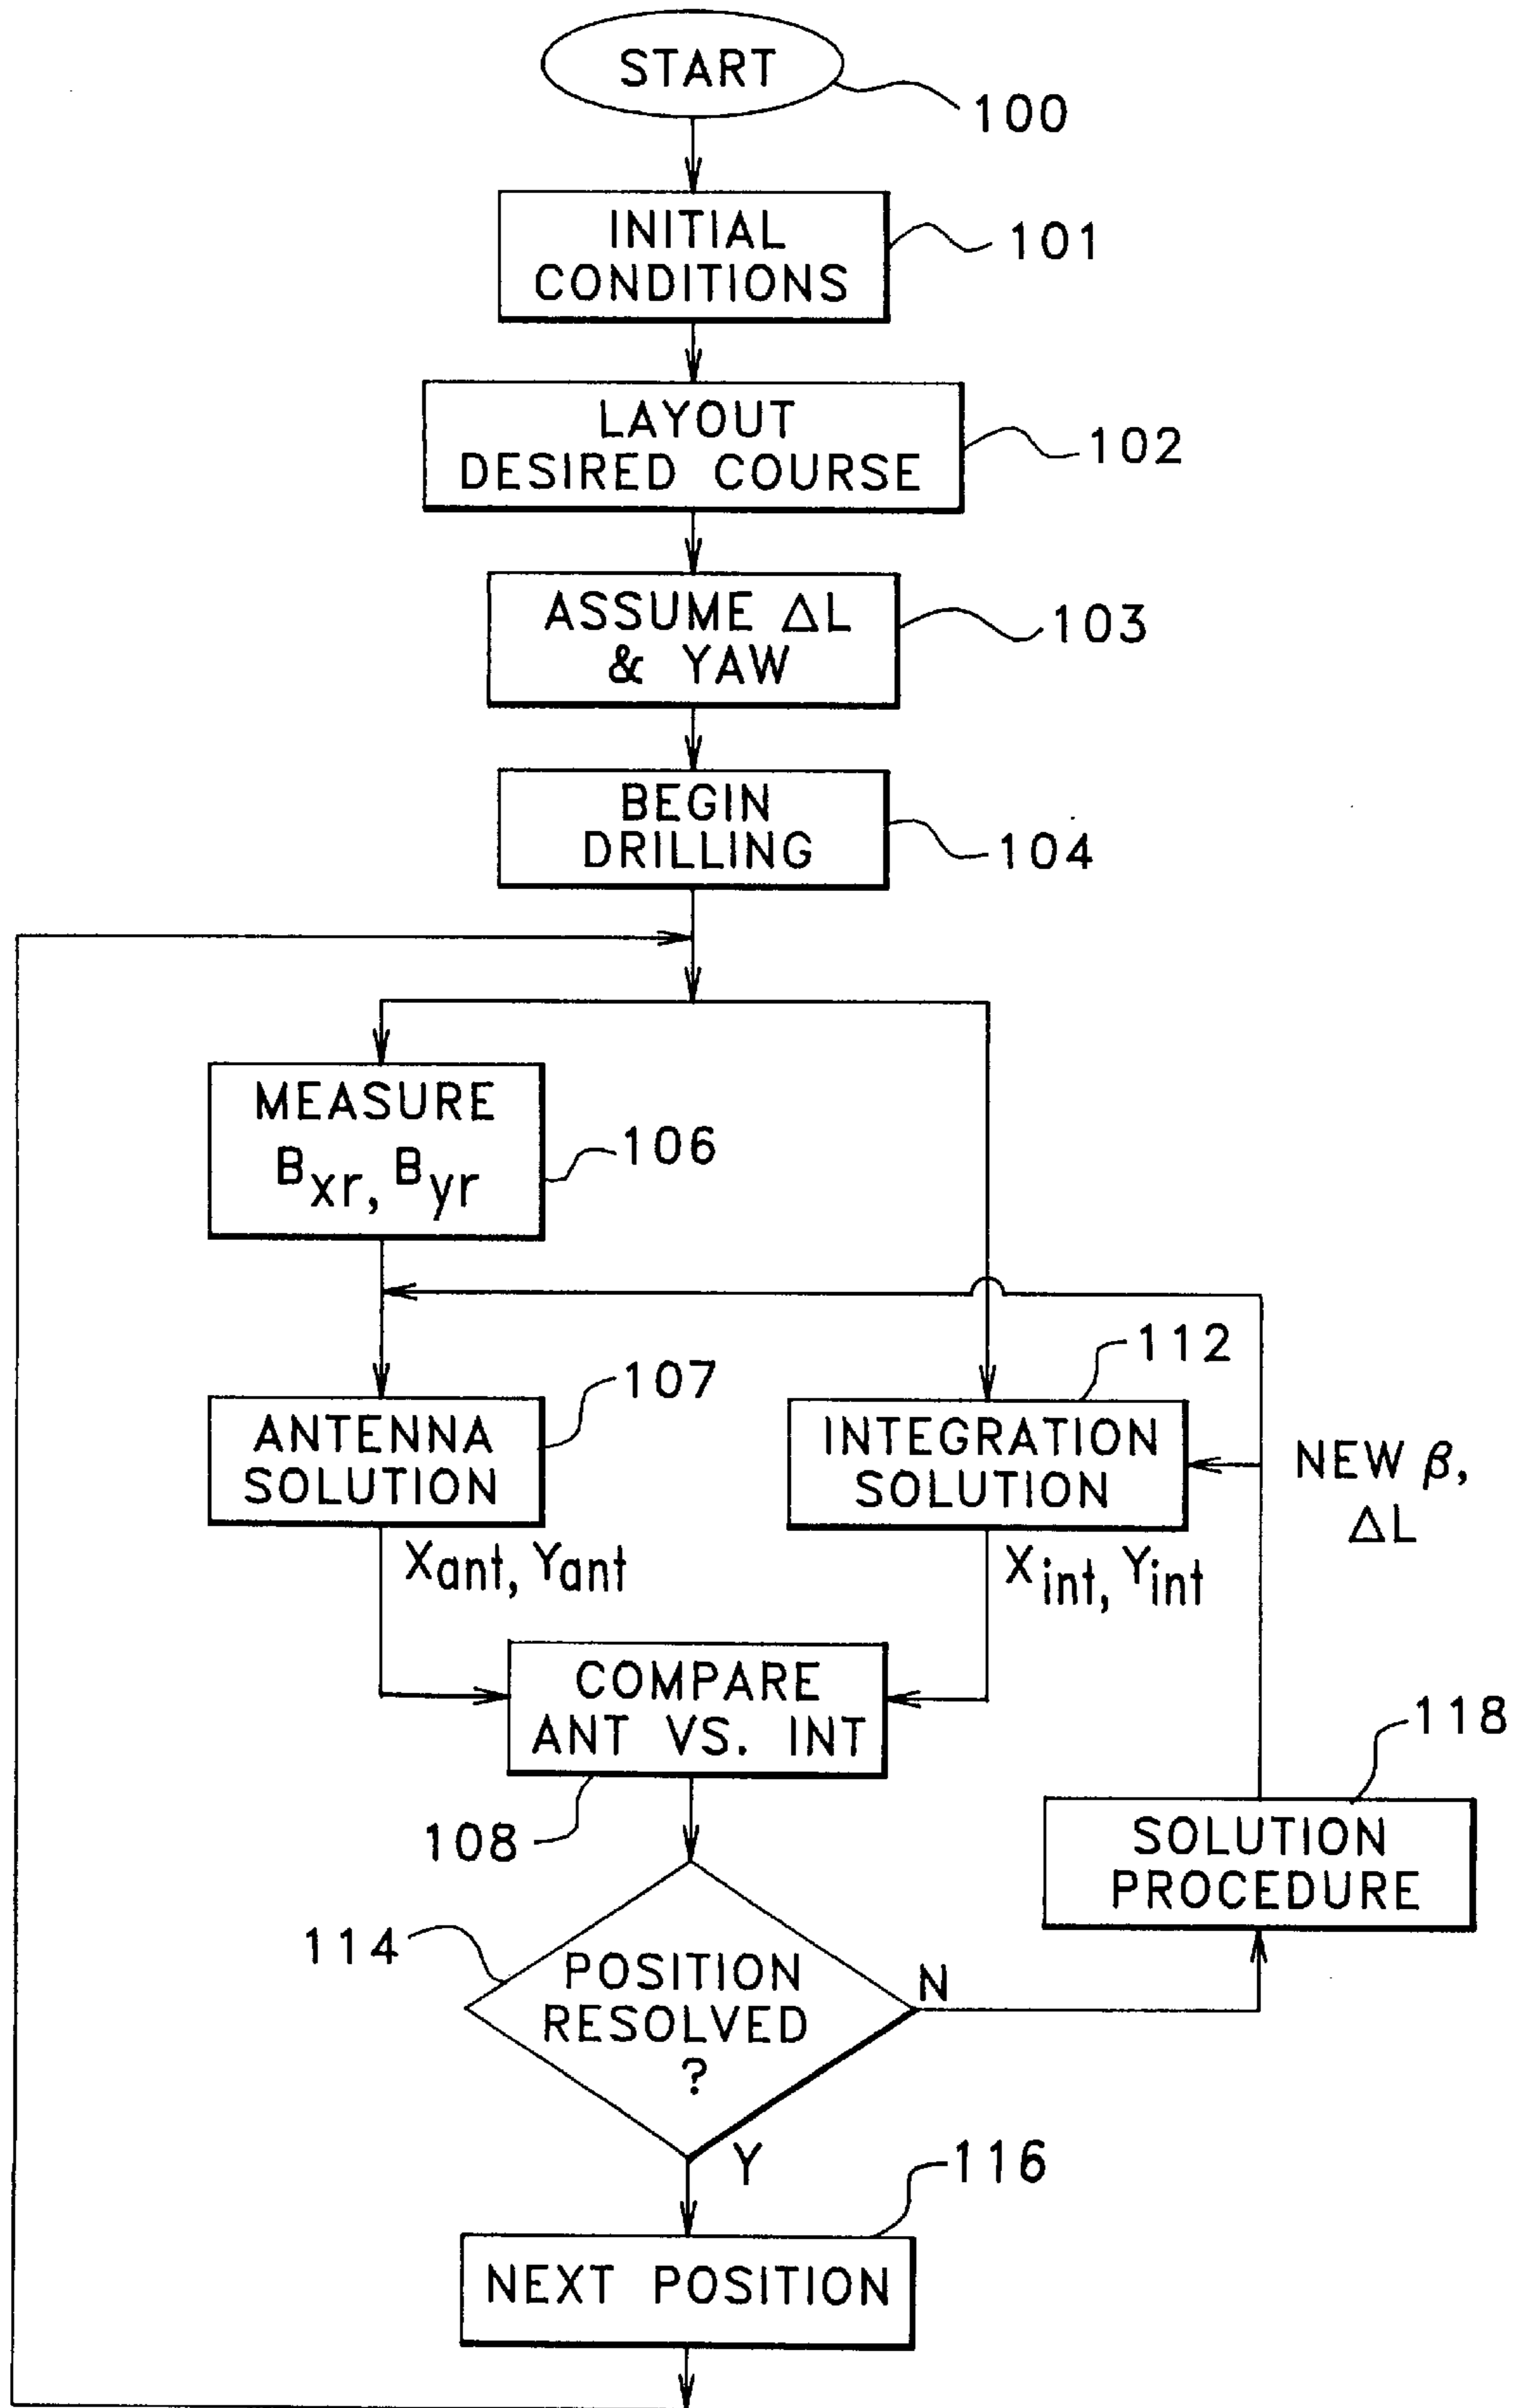 START
100
INITIAL
CONDITIONS
101
LAYOUT
DESIRED COURSE
102
ASSUME ΔL
& YAW
103
BEGIN
DRILLING
104
MEASURE
Bxr, Byr
106
ANTENNA
SOLUTION
107
INTEGRATION
SOLUTION
112
NEW β,
ΔL
Xant, Yant
Xint, Yint
COMPARE
ANT VS. INT
108
SOLUTION
PROCEDURE
118
POSITION
RESOLVED
?
114
N
Y
NEXT POSITION
116